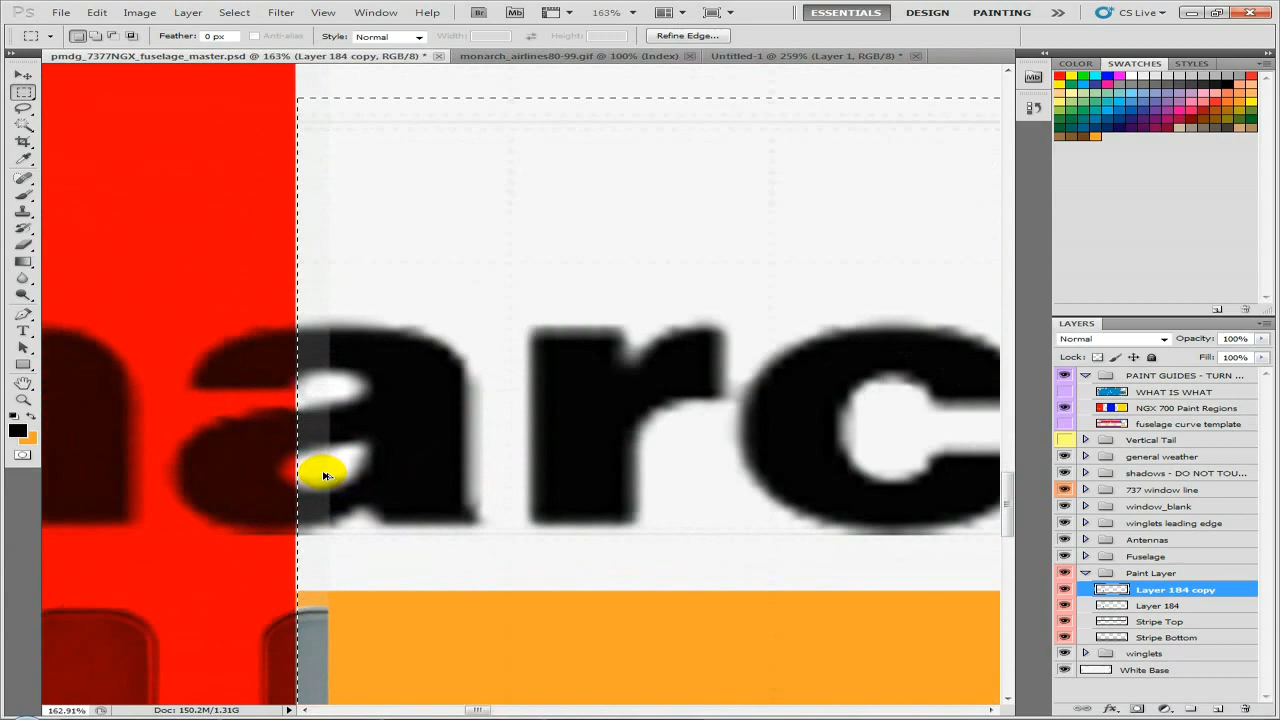 Ps File Edit Image Layer Select Filter View Window Help Br Mb 163% ESSENTIALS DESIGN PAINTING CS Live
Feather: 0 px Anti-alias Style: Normal Width: Height: Refine Edge...
pmdg_7377NGX_fuselage_master.psd @ 163% (Layer 184 copy, RGB/8) * monarch_airlines80-99.gif @ 100% (Index) Untitled-1 @ 259% (Layer 1, RGB/8) *
COLOR SWATCHES STYLES
Mb
arc
LAYERS
Normal Opacity: 100%
Lock: Fill: 100%
PAINT GUIDES - TURN ...
WHAT IS WHAT
NGX 700 Paint Regions
fuselage curve template
Vertical Tail
general weather
shadows - DO NOT TOU...
737 window line
window_blank
winglets leading edge
Antennas
Fuselage
Paint Layer
Layer 184 copy
Layer 184
Stripe Top
Stripe Bottom
winglets
White Base
162.91% Doc: 150.2M/1.31G